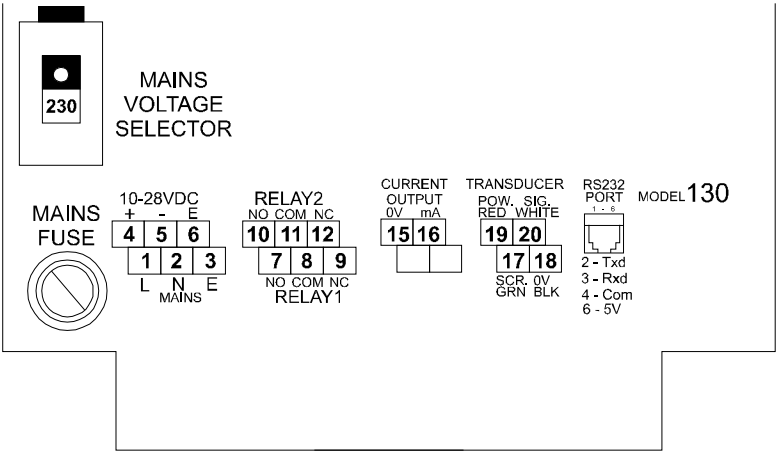 230
MAINS
VOLTAGE
SELECTOR
MAINS
FUSE
10-28VDC
+ - E
4 5 6
1 2 3
L N E
MAINS
RELAY2
NO COM NC
10 11 12
7 8 9
NO COM NC
RELAY1
CURRENT
OUTPUT
0V mA
15 16
TRANSDUCER
POW. SIG.
RED WHITE
19 20
17 18
SCR. 0V
GRN BLK
RS232
PORT
1 - 6
2 - Txd
3 - Rxd
4 - Com
6 - 5V
MODEL 130